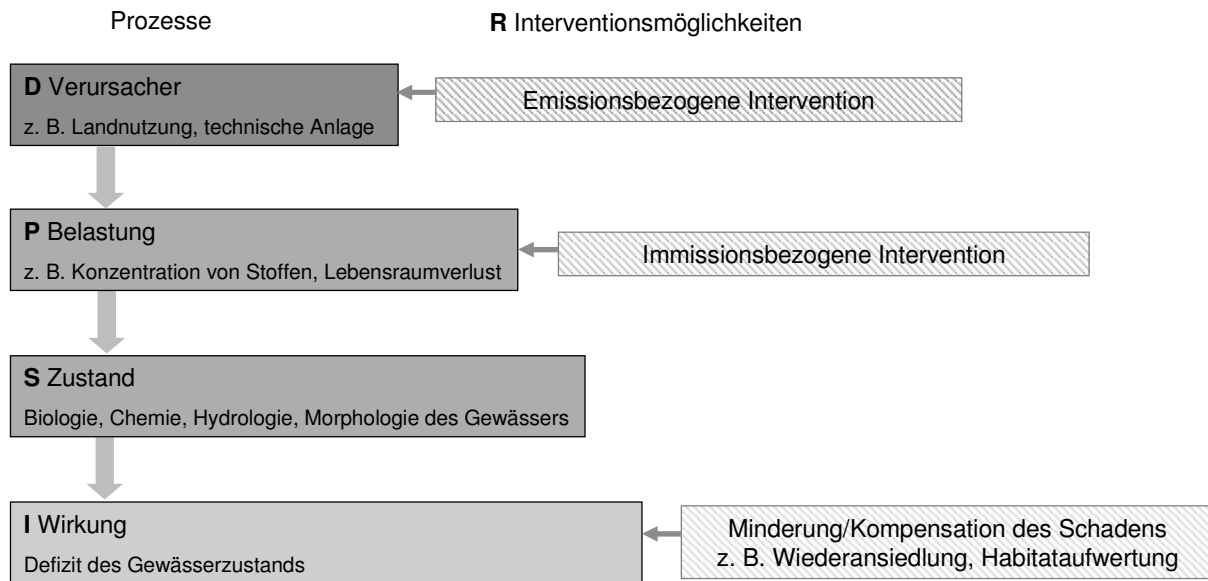 Prozesse
R Interventionsmöglichkeiten
D Verursacher
z. B. Landnutzung, technische Anlage
Emissionsbezogene Intervention
P Belastung
z. B. Konzentration von Stoffen, Lebensraumverlust
Immissionsbezogene Intervention
S Zustand
Biologie, Chemie, Hydrologie, Morphologie des Gewässers
I Wirkung
Defizit des Gewässerzustands
Minderung/Kompensation des Schadens
z. B. Wiederansiedlung, Habitataufwertung